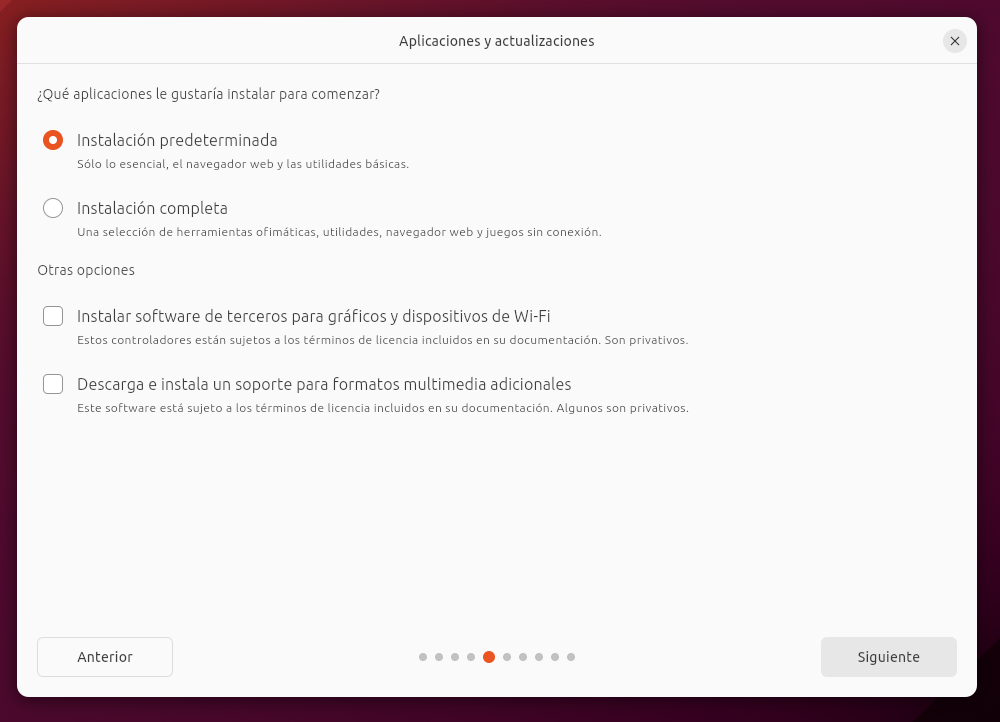 Aplicaciones y actualizaciones
¿Qué aplicaciones le gustaría instalar para comenzar?
Instalación predeterminada
Sólo lo esencial, el navegador web y las utilidades básicas.
Instalación completa
Una selección de herramientas ofimáticas, utilidades, navegador web y juegos sin conexión.
Otras opciones
Instalar software de terceros para gráficos y dispositivos de Wi-Fi
Estos controladores están sujetos a los términos de licencia incluidos en su documentación. Son privativos.
Descarga e instala un soporte para formatos multimedia adicionales
Este software está sujeto a los términos de licencia incluidos en su documentación. Algunos son privativos.
Anterior
Siguiente